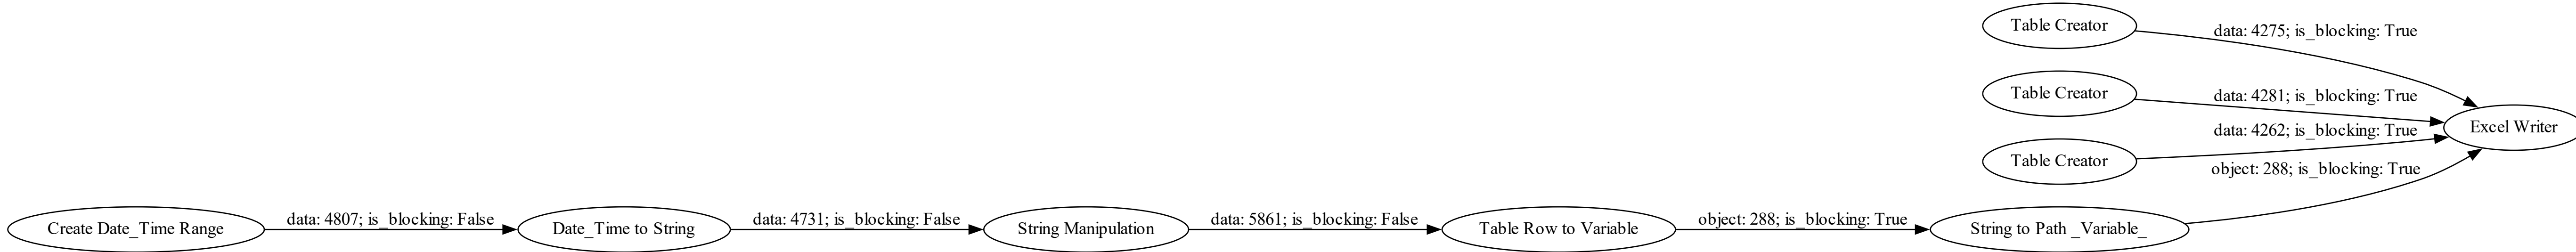 Table Creator
data: 4275; is_blocking: True
Table Creator
data: 4281; is_blocking: True
Excel Writer
data: 4262; is_blocking: True
Table Creator
object: 288; is_blocking: True
Create Date_Time Range
data: 4807; is_blocking: False
Date_Time to String
data: 4731; is_blocking: False
String Manipulation
data: 5861; is_blocking: False
Table Row to Variable
object: 288; is_blocking: True
String to Path _Variable_